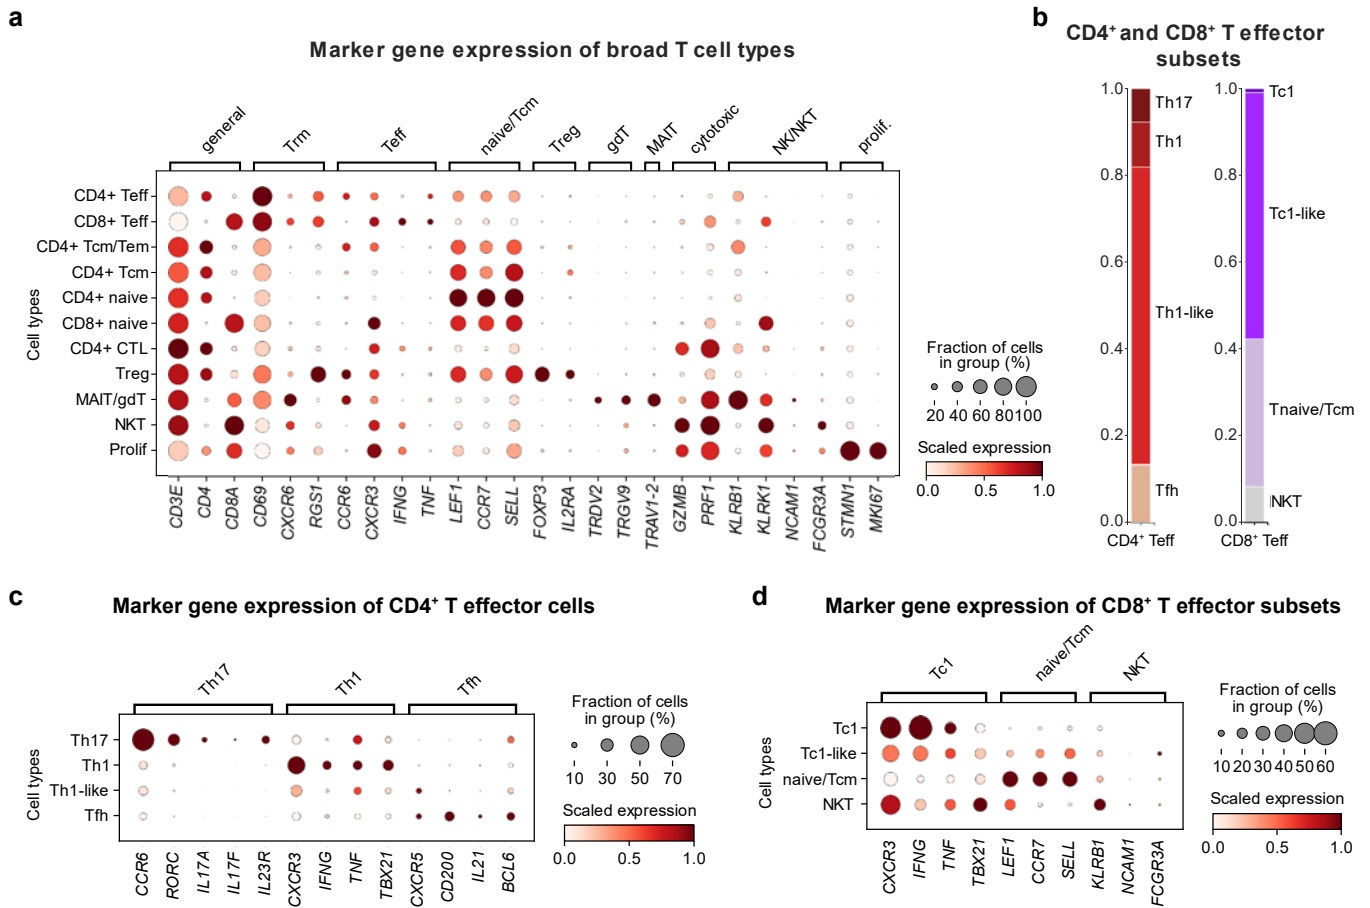 a
Marker gene expression of broad T cell types
general
Trm
Teff
naive/Tcm
Treg
gdT
MAIT
cytotoxic
NK/NKT
prolif.
Cell types
CD4+ Teff
CD8+ Teff
CD4+ Tcm/Tem
CD4+ Tcm
CD4+ naive
CD8+ naive
CD4+ CTL
Treg
MAIT/gdT
NKT
Prolif
CD3E
CD4
CD8A
CD69
CXCR6
RGS1
CCR6
CXCR3
IFNG
TNF
LEF1
CCR7
SELL
FOXP3
IL2RA
TRDV2
TRGV9
TRAV1-2
GZMB
PRF1
KLRB1
KLRK1
NCAM1
FCGR3A
STMN1
MKI67
Fraction of cells
in group (%)
20 40 60 80 100
Scaled expression
0.0 0.5 1.0
b
CD4⁺ and CD8⁺ T effector
subsets
1.0
0.8
0.6
0.4
0.2
0.0
Th17
Th1
Th1-like
Tfh
CD4⁺ Teff
1.0
0.8
0.6
0.4
0.2
0.0
Tc1
Tc1-like
Tnaive/Tcm
NKT
CD8⁺ Teff
c
Marker gene expression of CD4⁺ T effector cells
Th17
Th1
Tfh
Cell types
Th17
Th1
Th1-like
Tfh
CCR6
RORC
IL17A
IL17F
IL23R
CXCR3
IFNG
TNF
TBX21
CXCR5
CD200
IL21
BCL6
Fraction of cells
in group (%)
10 30 50 70
Scaled expression
0.0 0.5 1.0
d
Marker gene expression of CD8⁺ T effector subsets
Tc1
naive/Tcm
NKT
Cell types
Tc1
Tc1-like
naive/Tcm
NKT
CXCR3
IFNG
TNF
TBX21
LEF1
CCR7
SELL
KLRB1
NCAM1
FCGR3A
Fraction of cells
in group (%)
10 20 30 40 50 60
Scaled expression
0.0 0.5 1.0